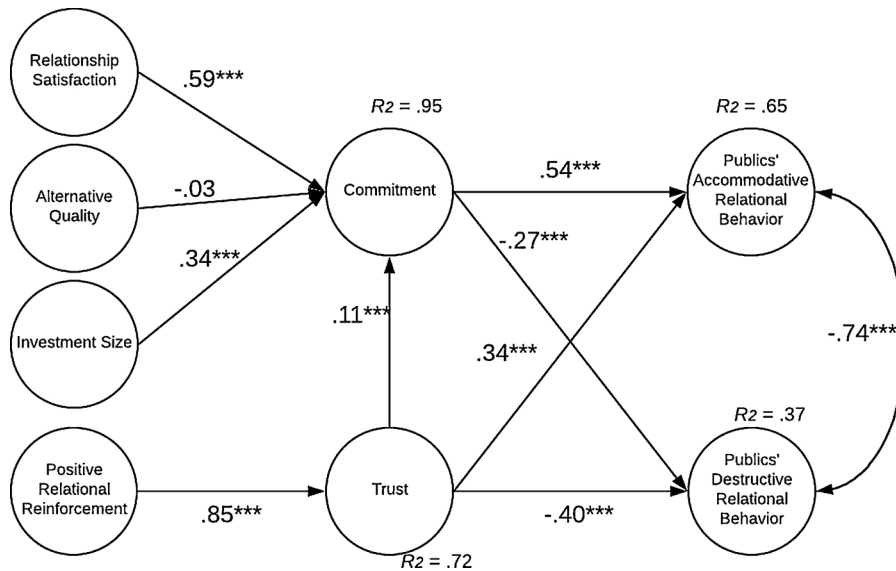 Relationship
Satisfaction
.59***
R2 = .95
R2 = .65
Alternative
Quality
-.03
Commitment
.54***
Publics'
Accommodative
Relational
Behavior
.34***
-.27***
Investment Size
.11***
.34***
-.74***
R2 = .37
Positive
Relational
Reinforcement
.85***
Trust
-.40***
Publics'
Destructive
Relational
Behavior
R2 = .72